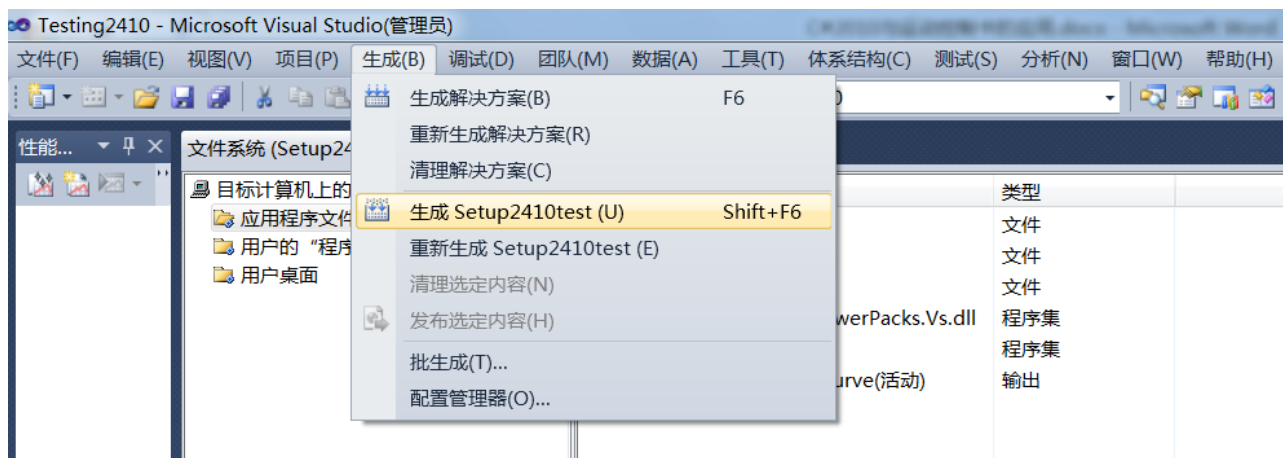 Testing2410 - Microsoft Visual Studio(管理员)
文件(F) 编辑(E) 视图(V) 项目(P) 生成(B) 调试(D) 团队(M) 数据(A) 工具(T) 体系结构(C) 测试(S) 分析(N) 窗口(W) 帮助(H)
生成解决方案(B) F6
重新生成解决方案(R)
清理解决方案(C)
生成 Setup2410test (U) Shift+F6
重新生成 Setup2410test (E)
清理选定内容(N)
发布选定内容(H)
批生成(T)...
配置管理器(O)...
性能...
文件系统 (Setup24
目标计算机上的
应用程序文件
用户的“程序
用户桌面
类型
文件
文件
文件
werPacks.Vs.dll 程序集
程序集
urve(活动) 输出